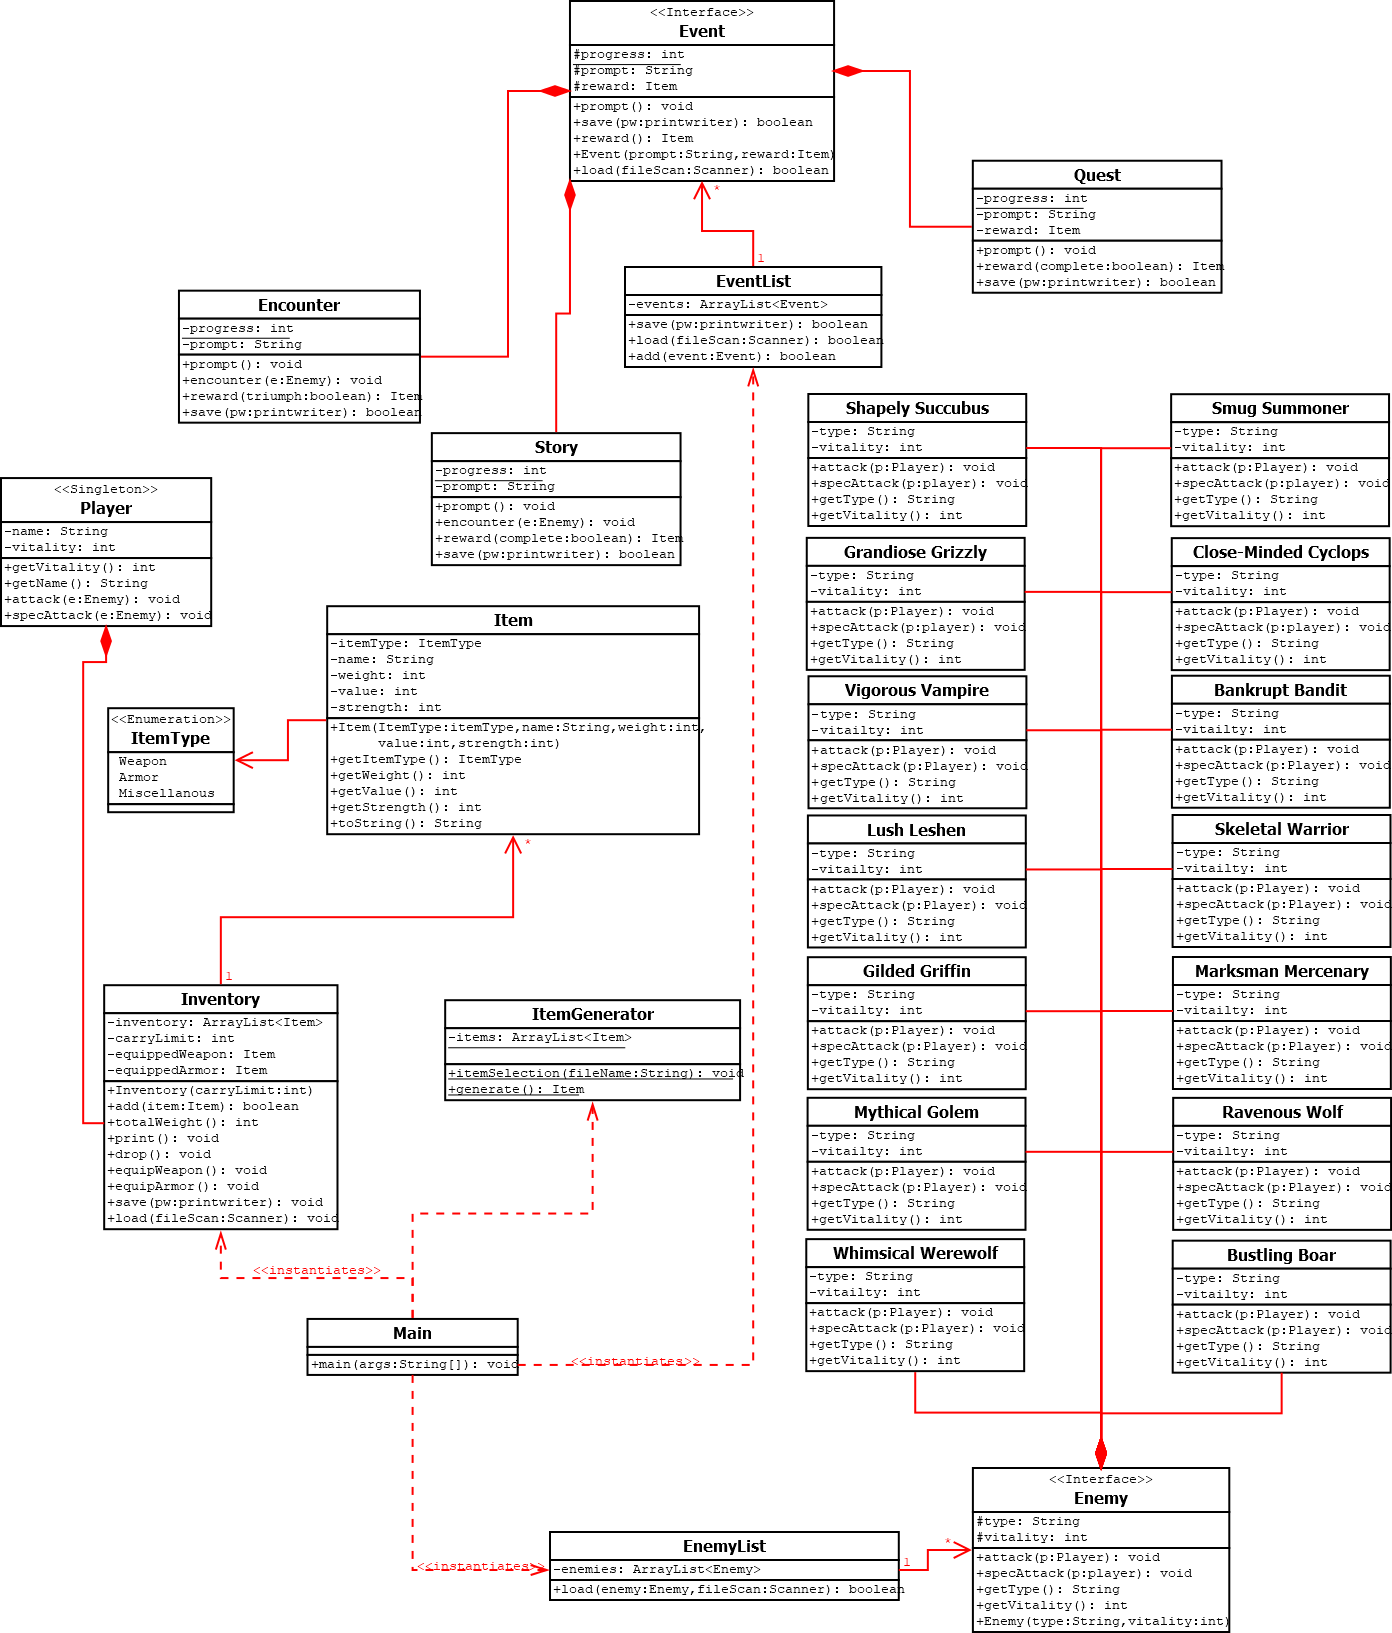 <<Interface>>
Event
#progress: int
#prompt: String
#reward: Item
+prompt(): void
+save(pw:printwriter): boolean
+reward(): Item
+Event(prompt:String,reward:Item)
+load(fileScan:Scanner): boolean
*
1
Quest
-progress: int
-prompt: String
-reward: Item
+prompt(): void
+reward(complete:boolean): Item
+save(pw:printwriter): boolean
EventList
-events: ArrayList<Event>
+save(pw:printwriter): boolean
+load(fileScan:Scanner): boolean
+add(event:Event): boolean
Encounter
-progress: int
-prompt: String
+prompt(): void
+encounter(e:Enemy): void
+reward(triumph:boolean): Item
+save(pw:printwriter): boolean
Story
-progress: int
-prompt: String
+prompt(): void
+encounter(e:Enemy): void
+reward(complete:boolean): Item
+save(pw:printwriter): boolean
<<Singleton>>
Player
-name: String
-vitality: int
+getVitality(): int
+getName(): String
+attack(e:Enemy): void
+specAttack(e:Enemy): void
Item
-itemType: ItemType
-name: String
-weight: int
-value: int
-strength: int
+Item(ItemType:itemType,name:String,weight:int,
value:int,strength:int)
+getItemType(): ItemType
+getWeight(): int
+getValue(): int
+getStrength(): int
+toString(): String
<<Enumeration>>
ItemType
Weapon
Armor
Miscellanous
*
1
Inventory
-inventory: ArrayList<Item>
-carryLimit: int
-equippedWeapon: Item
-equippedArmor: Item
+Inventory(carryLimit:int)
+add(item:Item): boolean
+totalWeight(): int
+print(): void
+drop(): void
+equipWeapon(): void
+equipArmor(): void
+save(pw:printwriter): void
+load(fileScan:Scanner): void
ItemGenerator
-items: ArrayList<Item>
+itemSelection(fileName:String): void
+generate(): Item
<<instantiates>>
Main
+main(args:String[]): void
<<instantiates>>
<<instantiates>>
EnemyList
-enemies: ArrayList<Enemy>
+load(enemy:Enemy,fileScan:Scanner): boolean
1
*
Shapely Succubus
-type: String
-vitality: int
+attack(p:Player): void
+specAttack(p:Player): void
+getType(): String
+getVitality(): int
Smug Summoner
-type: String
-vitality: int
+attack(p:Player): void
+specAttack(p:player): void
+getType(): String
+getVitality(): int
Grandiose Grizzly
-type: String
-vitality: int
+attack(p:Player): void
+specAttack(p:player): void
+getType(): String
+getVitality(): int
Close-Minded Cyclops
-type: String
-vitality: int
+attack(p:Player): void
+specAttack(p:player): void
+getType(): String
+getVitality(): int
Vigorous Vampire
-type: String
-vitailty: int
+attack(p:Player): void
+specAttack(p:Player): void
+getType(): String
+getVitality(): int
Bankrupt Bandit
-type: String
-vitailty: int
+attack(p:Player): void
+specAttack(p:Player): void
+getType(): String
+getVitality(): int
Lush Leshen
-type: String
-vitailty: int
+attack(p:Player): void
+specAttack(p:Player): void
+getType(): String
+getVitality(): int
Skeletal Warrior
-type: String
-vitailty: int
+attack(p:Player): void
+specAttack(p:Player): void
+getType(): String
+getVitality(): int
Gilded Griffin
-type: String
-vitailty: int
+attack(p:Player): void
+specAttack(p:Player): void
+getType(): String
+getVitality(): int
Marksman Mercenary
-type: String
-vitailty: int
+attack(p:Player): void
+specAttack(p:Player): void
+getType(): String
+getVitality(): int
Mythical Golem
-type: String
-vitailty: int
+attack(p:Player): void
+specAttack(p:Player): void
+getType(): String
+getVitality(): int
Ravenous Wolf
-type: String
-vitailty: int
+attack(p:Player): void
+specAttack(p:Player): void
+getType(): String
+getVitality(): int
Whimsical Werewolf
-type: String
-vitailty: int
+attack(p:Player): void
+specAttack(p:Player): void
+getType(): String
+getVitality(): int
Bustling Boar
-type: String
-vitailty: int
+attack(p:Player): void
+specAttack(p:Player): void
+getType(): String
+getVitality(): int
<<Interface>>
Enemy
#type: String
#vitality: int
+attack(p:Player): void
+specAttack(p:player): void
+getType(): String
+getVitality(): int
+Enemy(type:String,vitality:int)